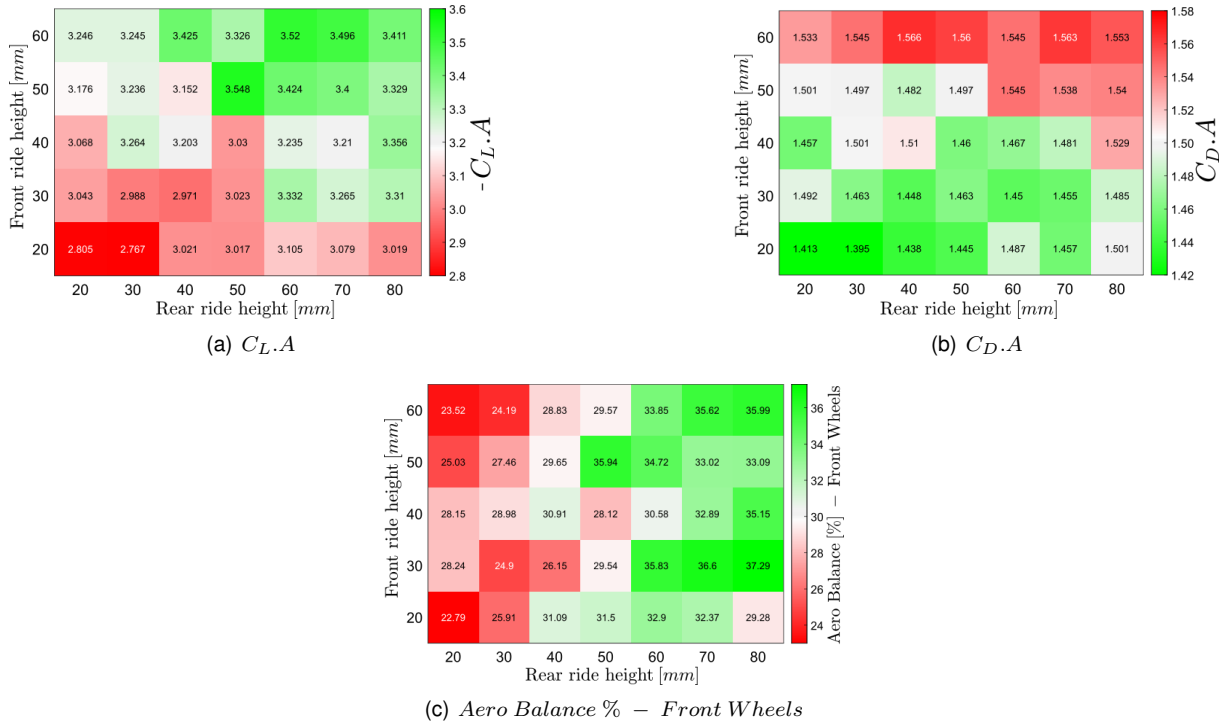 60 3.246 3.245 3.425 3.326 3.52 3.496 3.411
50 3.176 3.236 3.152 3.548 3.424 3.4 3.329
40 3.068 3.264 3.203 3.03 3.235 3.21 3.356
30 3.043 2.988 2.971 3.023 3.332 3.265 3.31
20 2.805 2.767 3.021 3.017 3.105 3.079 3.019
20 30 40 50 60 70 80
Rear ride height [mm]
Front ride height [mm]
3.6
3.5
3.4
3.3
3.2
3.1
3
2.9
2.8
-C_L.A
(a) C_L.A
60 1.533 1.545 1.566 1.56 1.545 1.563 1.553
50 1.501 1.497 1.482 1.497 1.545 1.538 1.54
40 1.457 1.501 1.51 1.46 1.467 1.481 1.529
30 1.492 1.463 1.448 1.463 1.45 1.455 1.485
20 1.413 1.395 1.438 1.445 1.487 1.457 1.501
20 30 40 50 60 70 80
Rear ride height [mm]
Front ride height [mm]
1.58
1.56
1.54
1.52
1.5
1.48
1.46
1.44
1.42
C_D.A
(b) C_D.A
60 23.52 24.19 28.83 29.57 33.85 35.62 35.99
50 25.03 27.46 29.65 35.94 34.72 33.02 33.09
40 28.15 28.98 30.91 28.12 30.58 32.89 35.15
30 28.24 24.9 26.15 29.54 35.83 36.6 37.29
20 22.79 25.91 31.09 31.5 32.9 32.37 29.28
20 30 40 50 60 70 80
Rear ride height [mm]
Front ride height [mm]
36
34
32
30
28
26
24
Aero Balance [%] − Front Wheels
(c) Aero Balance % − Front Wheels